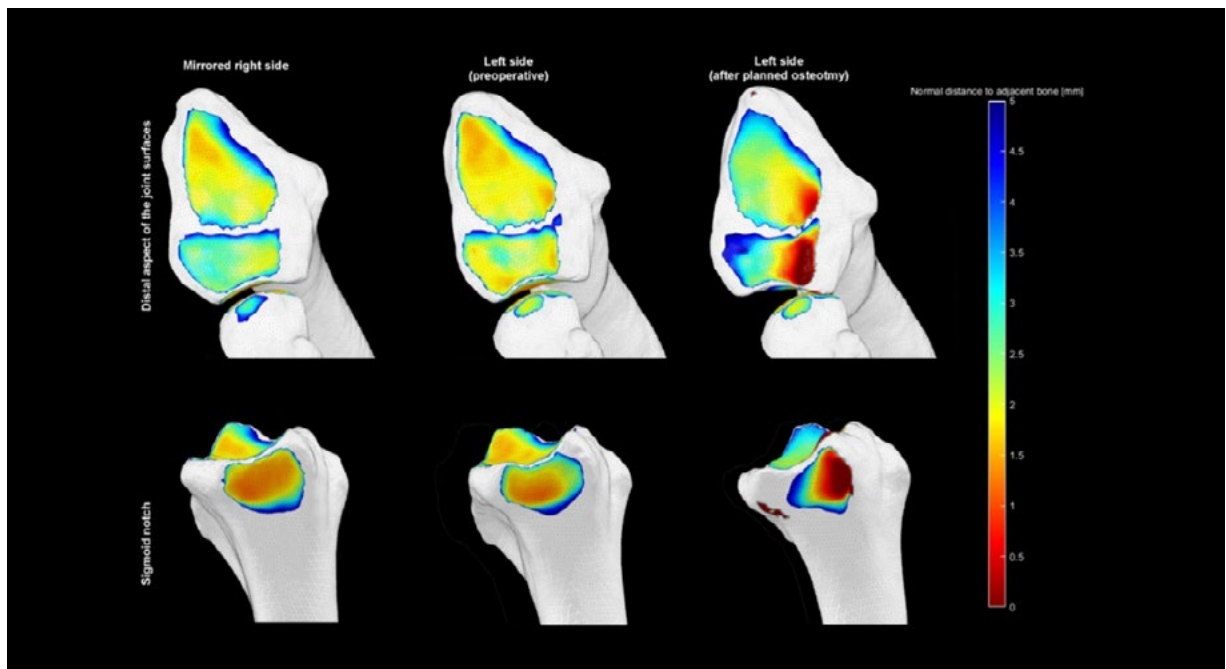 Mirrored right side
Left side
(preoperative)
Left side
(after planned osteotmy)
Normal distance to adjacent bone [mm]
Distal aspect of the joint surfaces
Sigmoid notch
5
4.5
4
3.5
3
2.5
2
1.5
1
0.5
0